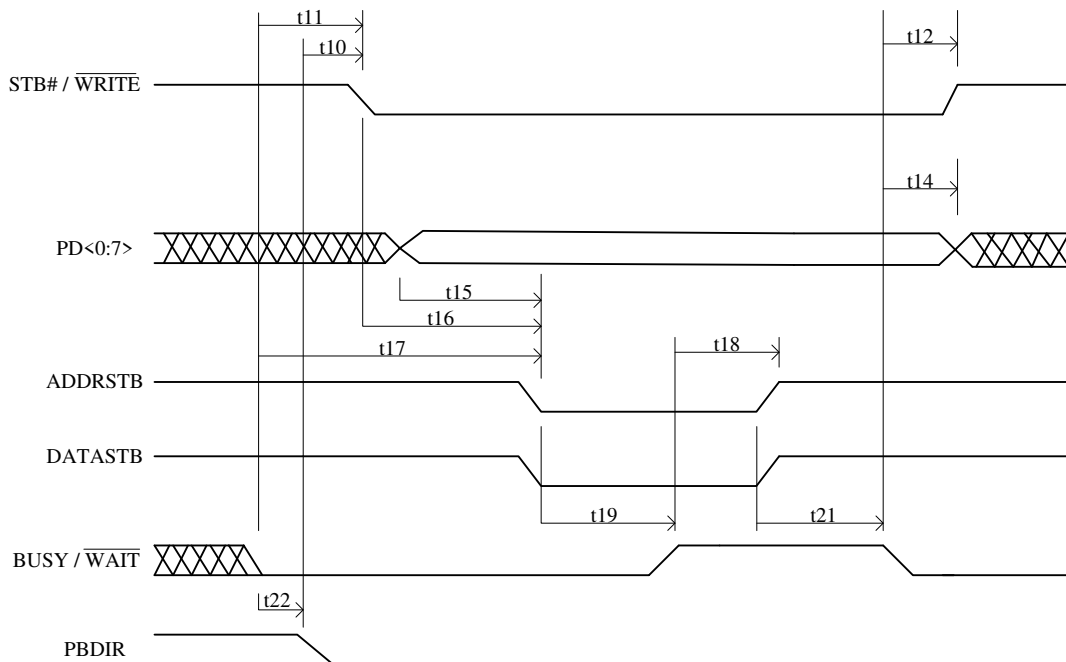 t11
t12
t10
STB# / WRITE
t14
PD<0:7>
t15
t16
t17
t18
ADDRSTB
DATASTB
t19
t21
BUSY / WAIT
t22
PBDIR